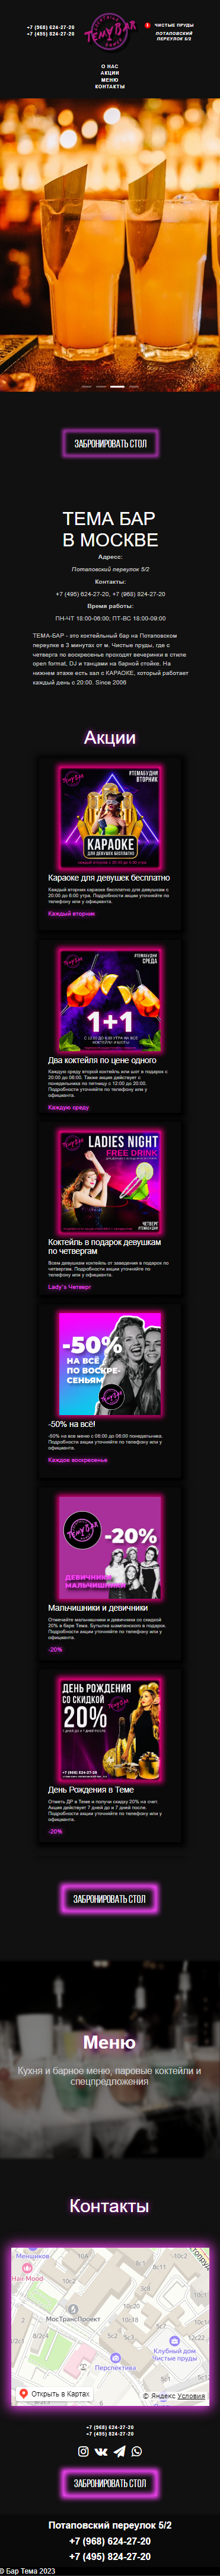 +7 (968) 624-27-20
+7 (495) 624-27-20
ТЕМУ БАР
ЧИСТЫЕ ПРУДЫ
ПОТАПОВСКИЙ
ПЕРЕУЛОК 5/2
О НАС
АКЦИИ
МЕНЮ
КОНТАКТЫ
ЗАБРОНИРОВАТЬ СТОЛ
ТЕМА БАР
В МОСКВЕ
Адресс:
Потаповский переулок 5/2
Контакты:
+7 (495) 624-27-20, +7 (968) 824-27-20
Время работы:
ПН-ЧТ 18:00-06:00; ПТ-ВС 18:00-09:00
ТЕМА-БАР - это коктейльный бар на Потаповском
переулке в 3 минутах от м. Чистые пруды, где с
четверга по воскресенье проходят вечеринки в стиле
open format, DJ и танцами на барной стойке. На
нижнем этаже есть зал с КАРАОКЕ, который работает
каждый день с 20:00. Since 2006
Акции
#ТЕМАБУДНИ
ВТОРНИК
КАРАОКЕ
ДЛЯ ДЕВУШЕК БЕСПЛАТНО
Караоке для девушек бесплатно
Каждый вторник караоке бесплатно для девушкам с
20:00 до 6:00 утра. Подробности акции уточняйте по
телефону или у официанта.
Каждый вторник
#ТЕМАБУДНИ
СРЕДА
1+1
Два коктейля по цене одного
Каждую среду второй коктейль или шот в подарок с
20:00 до 06:00. Также акция действует с
понедельника по пятницу с 12:00 до 20:00.
Подробности уточняйте по телефону или у
официанта.
Каждую среду
LADIES NIGHT
FREE DRINK
ЧЕТВЕРГ
Коктейль в подарок девушкам
по четвергам
Всем девушкам коктейль от заведения в подарок по
четвергам. Подробности акции уточняйте по
телефону или у официанта.
Lady's Четверг
-50%
НА ВСЁ
ПО ВОСКРЕ-
СЕНЬЯМ
-50% на всё!
-50% на все меню с 06:00 до 06:00 понедельника.
Подробности акции уточняйте по телефону или у
официанта.
Каждое воскресенье
-20%
ДЕВИЧНИКИ
МАЛЬЧИШНИКИ
Мальчишники и девичники
Отмечайте мальчишники и девичники со скидкой
20% в баре Тема. Бутылка шампанского в подарок.
Подробности акции уточняйте по телефону или у
официанта.
-20%
ДЕНЬ РОЖДЕНИЯ
СО СКИДКОЙ
20%
День Рождения в Теме
Отметь ДР в Теме и получи скидку 20% на счет.
Акция действует 7 дней до и 7 дней после.
Подробности акции уточняйте по телефону или у
официанта.
-20%
ЗАБРОНИРОВАТЬ СТОЛ
Меню
Кухня и барное меню, паровые коктейли и
спецпредложения
Контакты
Меншиков
Hair Mood
МосТрансПроект
Перспектива
Клубный дом
Чистые пруды
Открыть в Картах
© Яндекс Условия
+7 (968) 624-27-20
+7 (495) 824-27-20
ЗАБРОНИРОВАТЬ СТОЛ
Потаповский переулок 5/2
+7 (968) 624-27-20
+7 (495) 824-27-20
© Бар Тема 2023